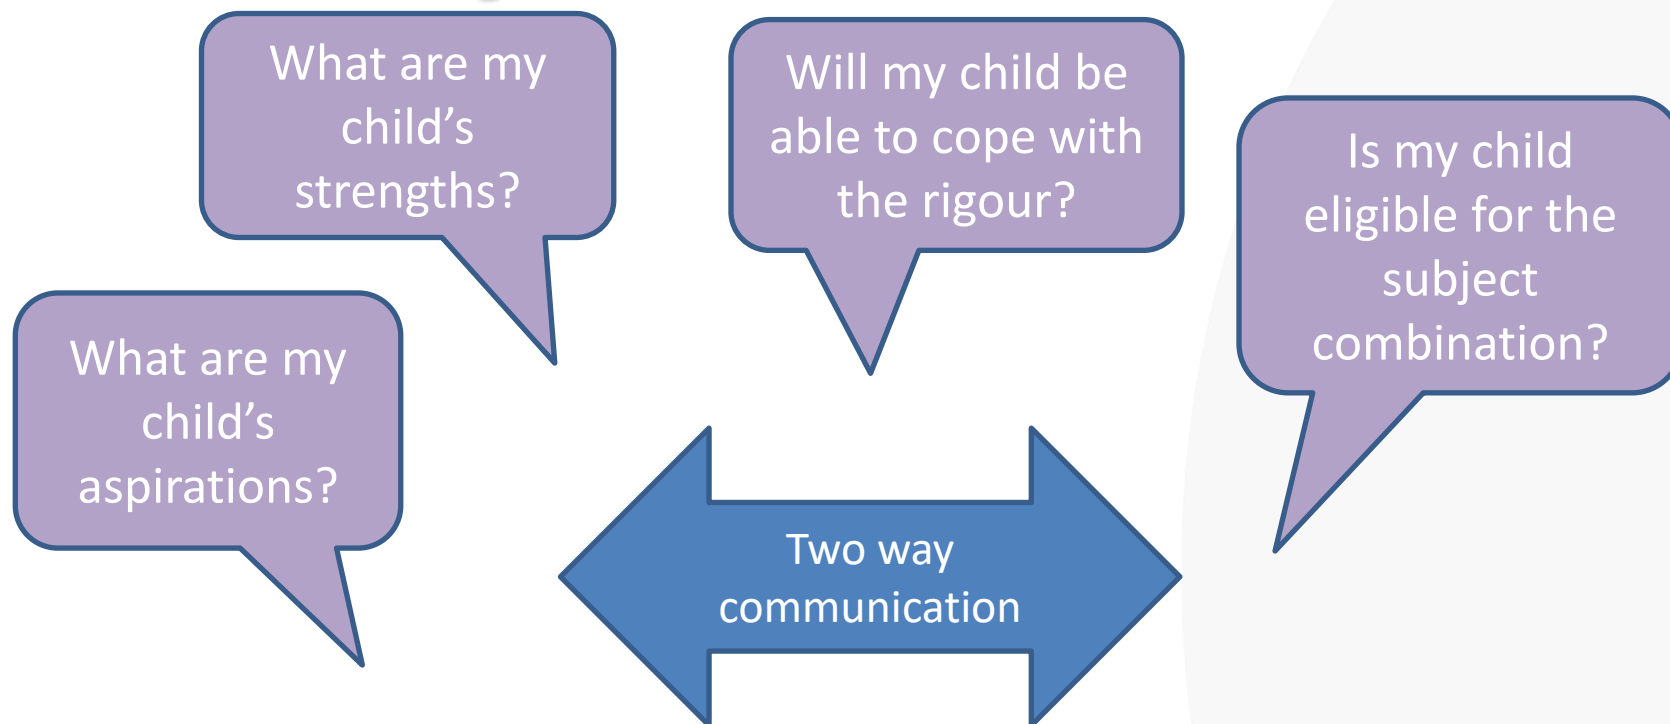 What are my
child’s
strengths?
Will my child be
able to cope with
the rigour?
Is my child
eligible for the
subject
combination?
What are my
child’s
aspirations?
Two way
communication